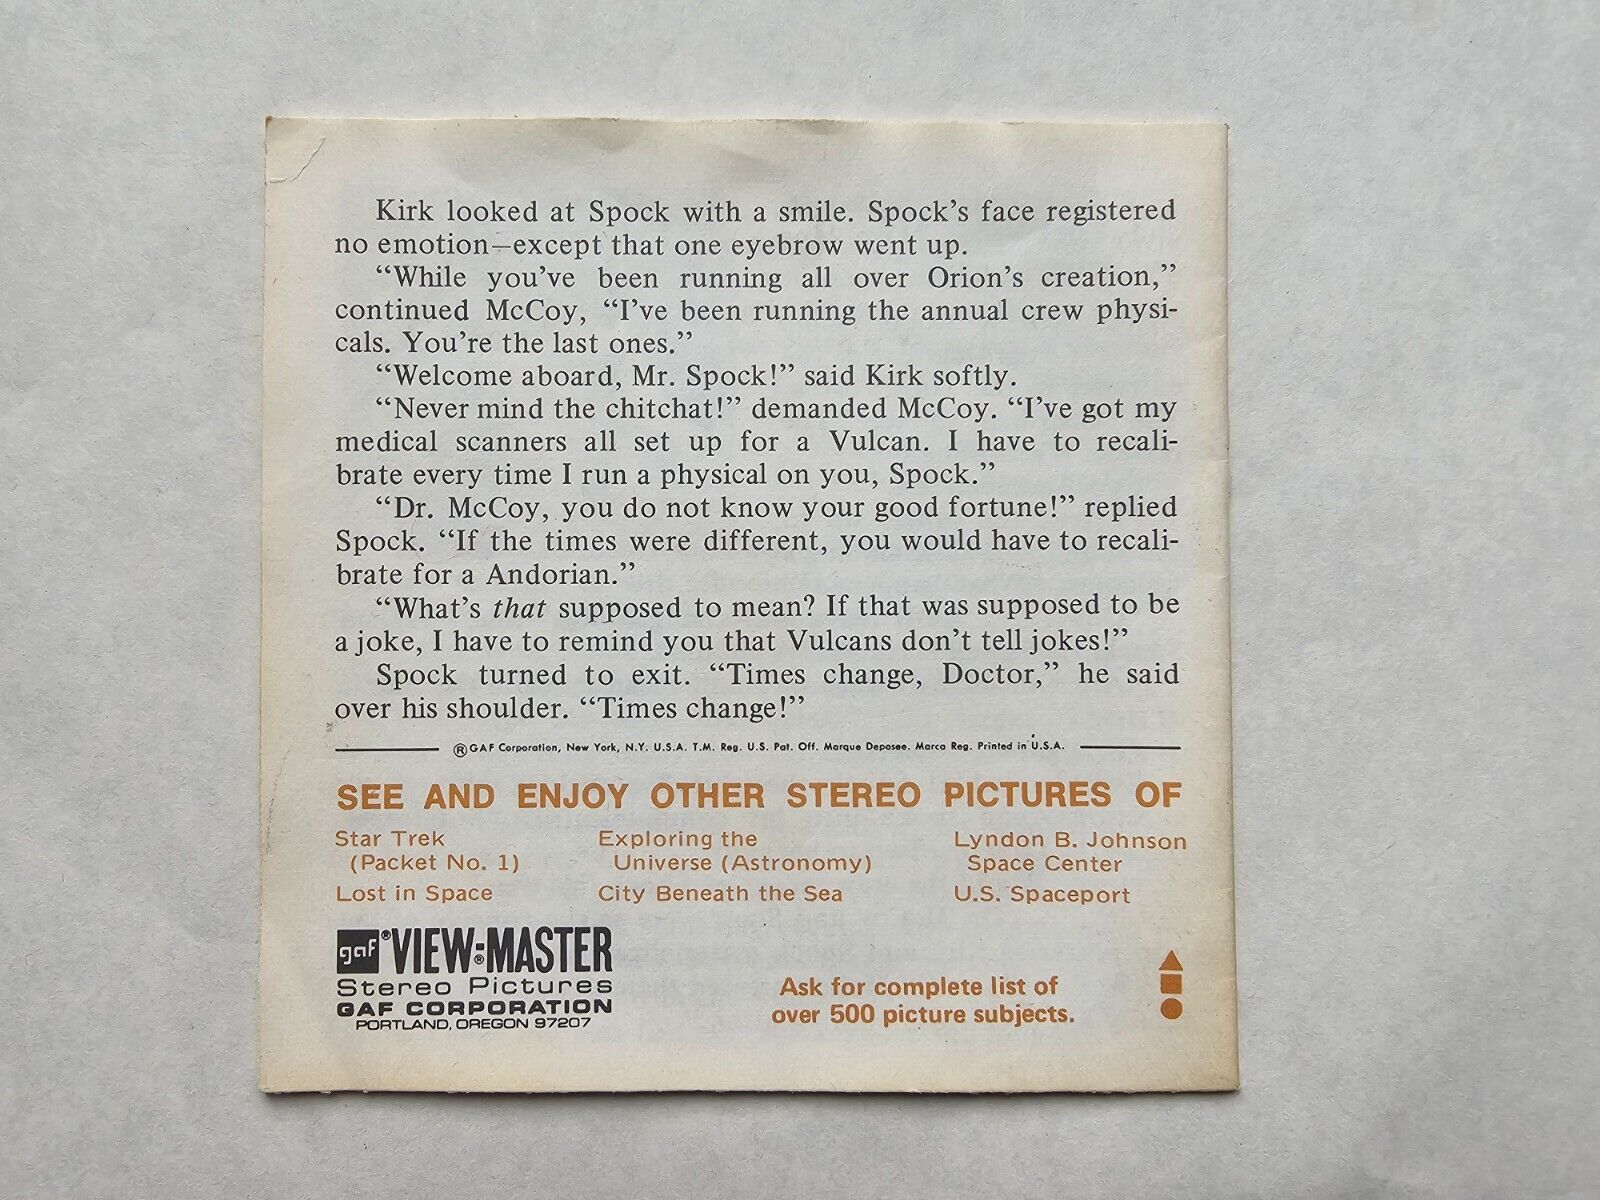 Kirk looked at Spock with a smile. Spock's face registered
no emotion—except that one eyebrow went up.
“While you've been running all over Orion's creation,”
continued McCoy, “I've been running the annual crew physi-
cals. You're the last ones.”
“Welcome aboard, Mr. Spock!” said Kirk softly.
“Never mind the chitchat!” demanded McCoy. “I've got my
medical scanners all set up for a Vulcan. I have to recali-
brate every time I run a physical on you, Spock.”
“Dr. McCoy, you do not know your good fortune!” replied
Spock. “If the times were different, you would have to recali-
brate for a Andorian.”
“What's that supposed to mean? If that was supposed to be
a joke, I have to remind you that Vulcans don't tell jokes!”
Spock turned to exit. “Times change, Doctor,” he said
over his shoulder. “Times change!”
® GAF Corporation, New York, N.Y. U.S.A. T.M. Reg. U.S. Pat. Off. Marque Deposee. Marca Reg. Printed in U.S.A.
SEE AND ENJOY OTHER STEREO PICTURES OF
Star Trek
(Packet No. 1)
Lost in Space
Exploring the
Universe (Astronomy)
City Beneath the Sea
Lyndon B. Johnson
Space Center
U.S. Spaceport
gaf® VIEW-MASTER®
Stereo Pictures
GAF CORPORATION
PORTLAND, OREGON 97207
Ask for complete list of
over 500 picture subjects.